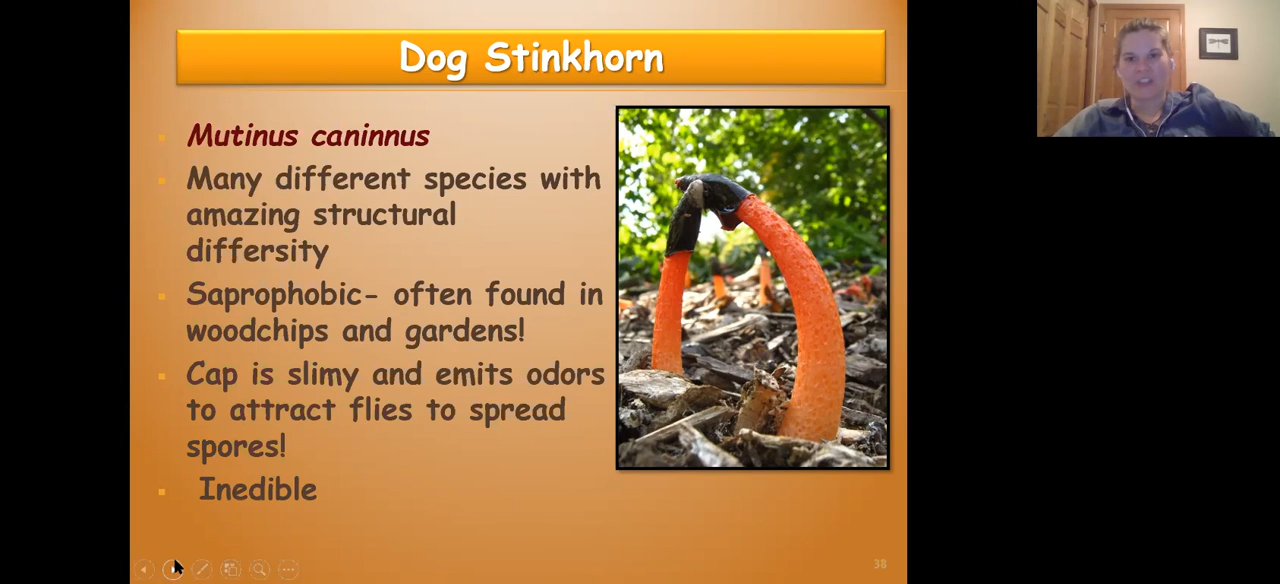 Dog Stinkhorn
Mutinus caninnus
Many different species with
amazing structural
differsity
Saprophobic- often found in
woodchips and gardens!
Cap is slimy and emits odors
to attract flies to spread
spores!
Inedible
38